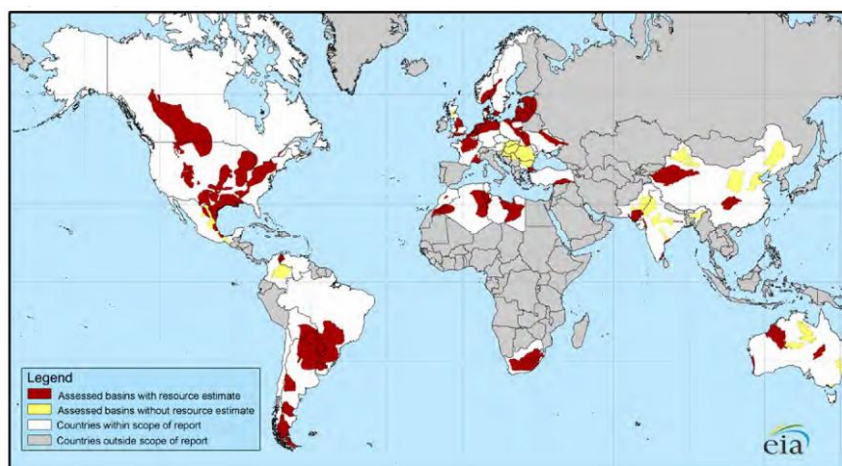 Legend
Assessed basins with resource estimate
Assessed basins without resource estimate
Countries within scope of report
Countries outside scope of report
eia